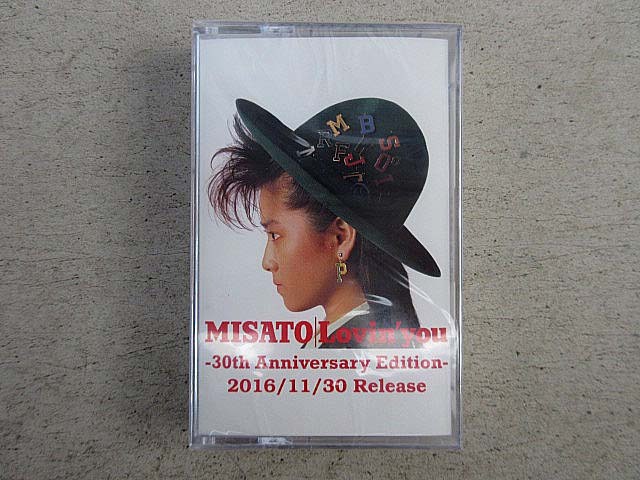 M B S
MISATO Lovin' you
-30th Anniversary Edition-
2016/11/30 Release